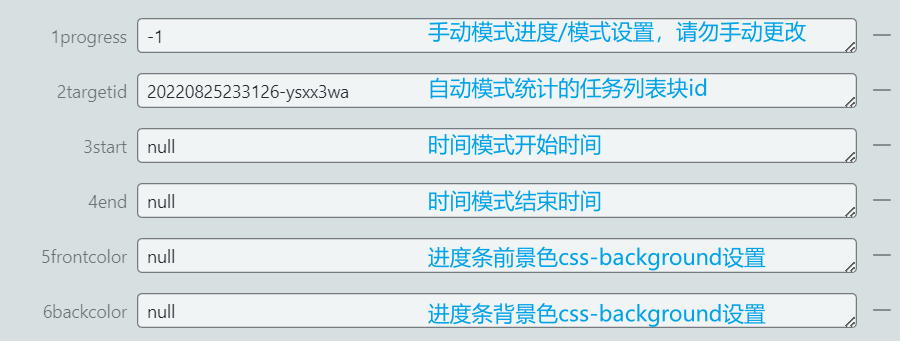 1progress -1 手动模式进度/模式设置，请勿手动更改
2targetid 20220825233126-ysxx3wa 自动模式统计的任务列表块id
3start null 时间模式开始时间
4end null 时间模式结束时间
5frontcolor null 进度条前景色css-background设置
6backcolor null 进度条背景色css-background设置